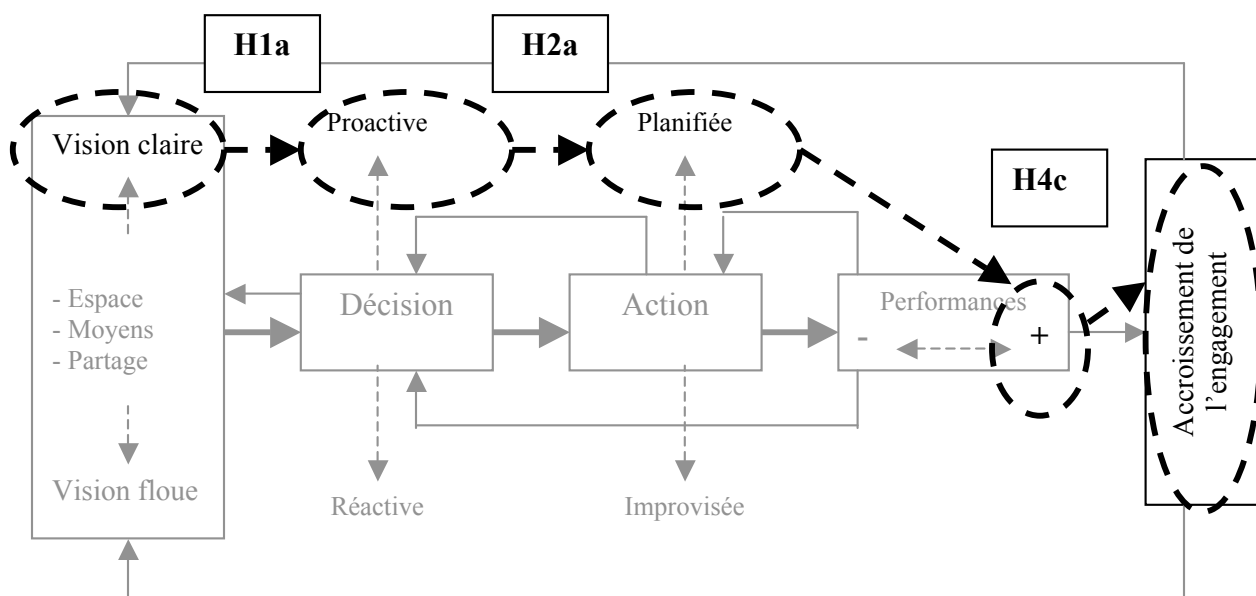 H1a
H2a
Vision claire
Proactive
Planifiée
H4c
- Espace
- Moyens
- Partage
Décision
Action
Performances
- +
Accroissement de
l'engagement
Vision floue
Réactive
Improvisée